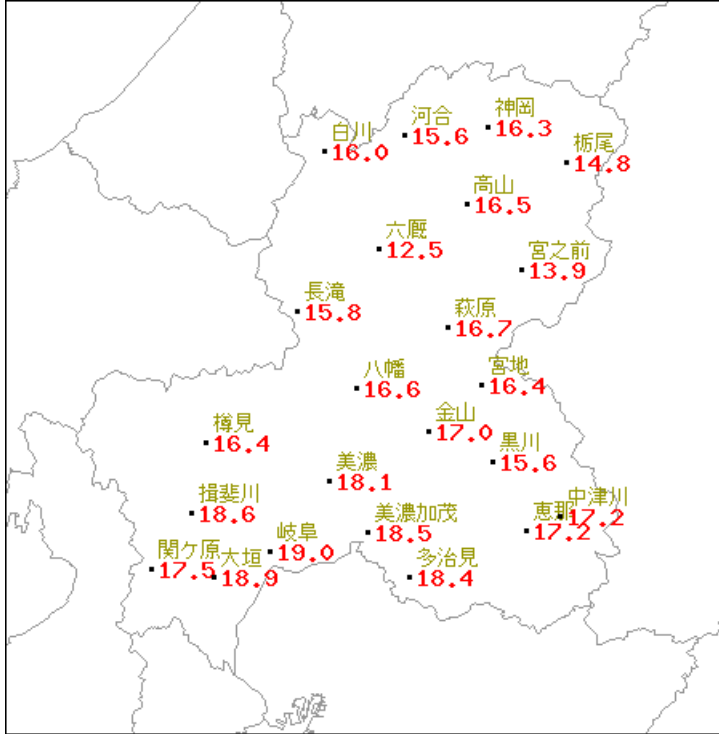 神岡
16.3
河合
15.6
白川
16.0
栃尾
14.8
高山
16.5
六厩
12.5
宮之前
13.9
長滝
15.8
萩原
16.7
八幡
16.6
宮地
16.4
金山
17.0
樽見
16.4
黒川
15.6
美濃
18.1
揖斐川
18.6
中津川
17.2
恵那
17.2
美濃加茂
18.5
岐阜
19.0
関ケ原
17.5
大垣
18.9
多治見
18.4